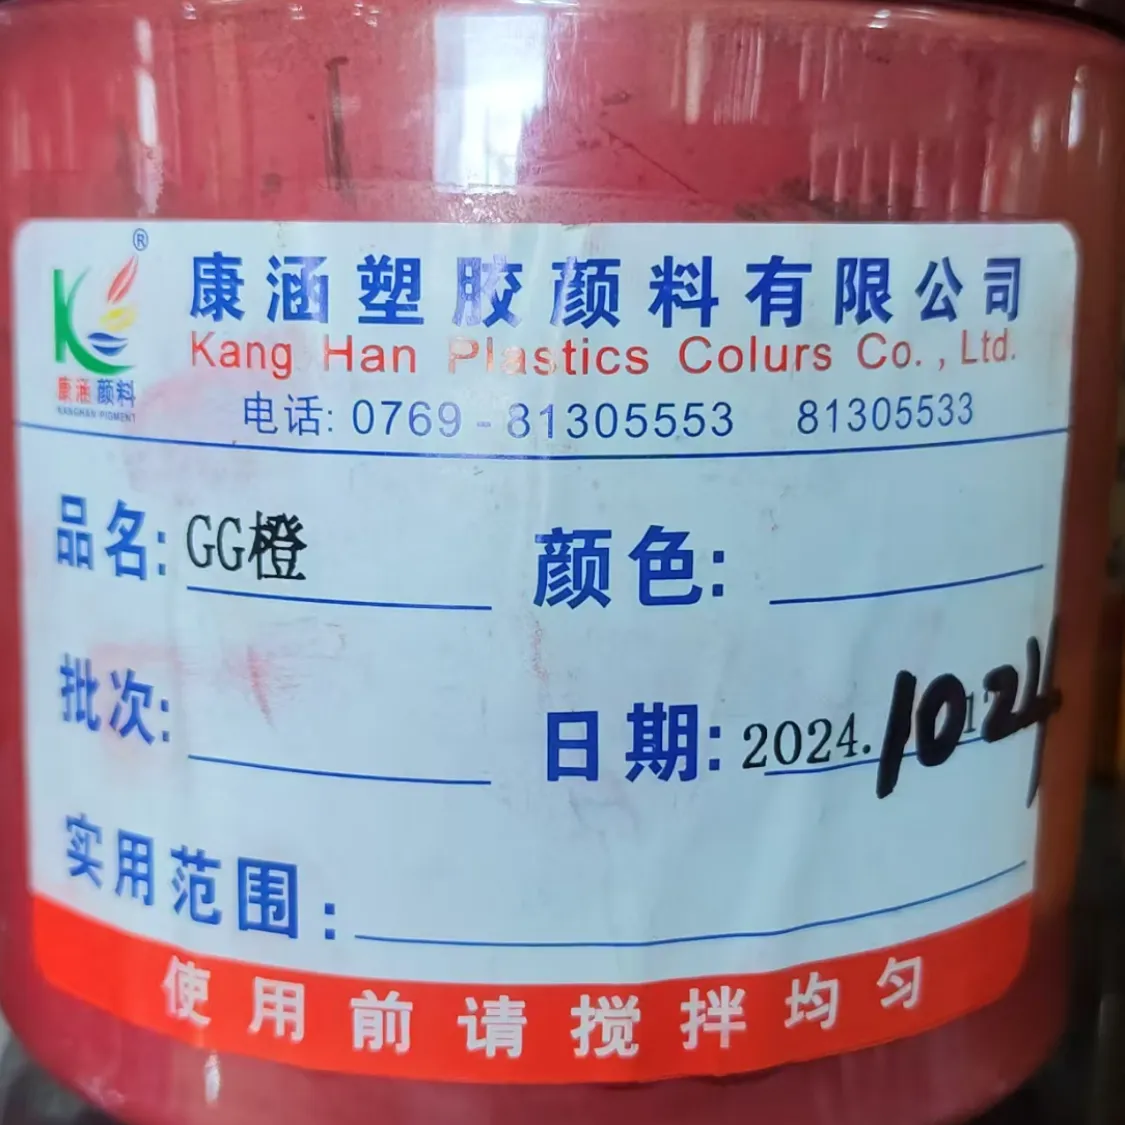 ®
康涵塑胶颜料有限公司
Kang Han Plastics Colurs Co., Ltd.
康涵颜料
KANGHAN PIGMENT
电话: 0769-81305553 81305533
品名: GG橙 颜色:
批次: 日期: 2024.1024
实用范围:
使用前请搅拌均匀